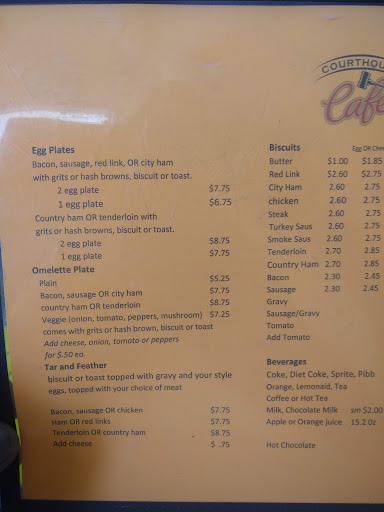 COURTHOU
Café
Egg Plates
Bacon, sausage, red link, OR city ham
with grits or hash browns, biscuit or toast.
2 egg plate $7.75
1 egg plate $6.75
Country ham OR tenderloin with
grits or hash browns, biscuit or toast.
2 egg plate $8.75
1 egg plate $7.75
Omelette Plate
Plain $5.25
Bacon, sausage OR city ham $7.75
country ham OR tenderloin $8.75
Veggie (onion, tomato, peppers, mushroom) $7.25
comes with grits or hash brown, biscuit or toast
Add cheese, onion, tomato or peppers
for $.50 ea.
Tar and Feather
biscuit or toast topped with gravy and your style
eggs, topped with your choice of meat
Bacon, sausage OR chicken $7.75
Ham OR red links $7.75
Tenderloin OR country ham $8.75
Add cheese $ .75
Biscuits Egg OR Chee
Butter $1.00 $1.85
Red Link $2.60 $2.75
City Ham 2.60 2.75
chicken 2.60 2.75
Steak 2.60 2.75
Turkey Saus 2.60 2.75
Smoke Saus 2.60 2.75
Tenderloin 2.70 2.85
Country Ham 2.70 2.85
Bacon 2.30 2.45
Sausage 2.30 2.45
Gravy
Sausage/Gravy
Tomato
Add Tomato
Beverages
Coke, Diet Coke, Sprite, Pibb
Orange, Lemonaid, Tea
Coffee or Hot Tea
Milk, Chocolate Milk sm $2.00
Apple or Orange Juice 15.2 Oz
Hot Chocolate